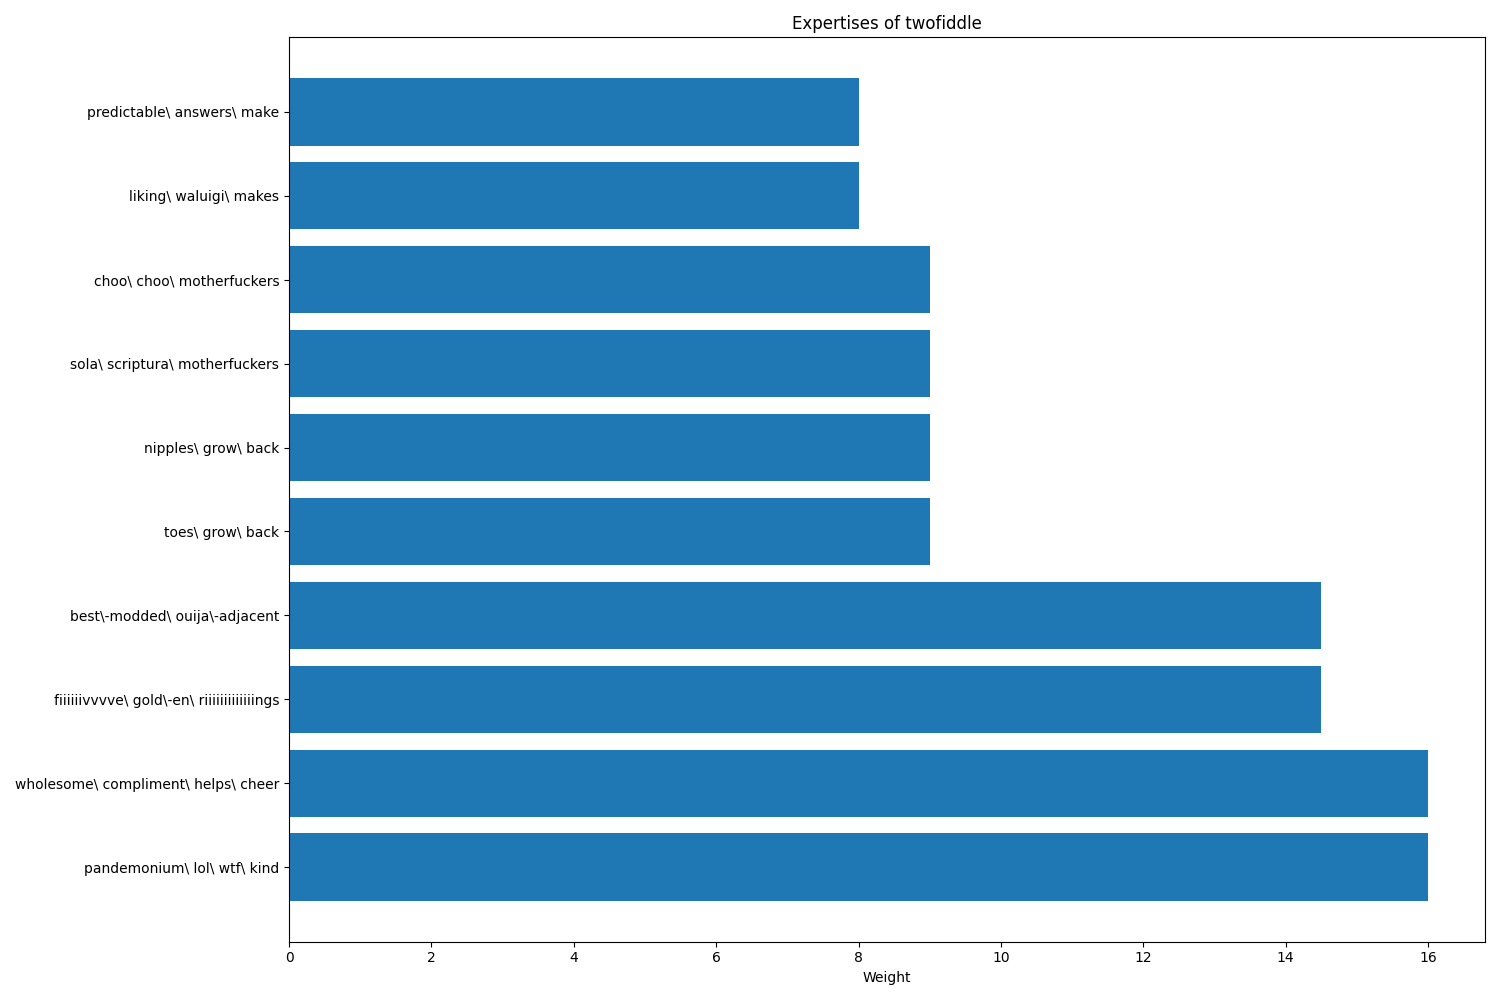 Expertises of twofiddle
predictable\ answers\ make
liking\ waluigi\ makes
choo\ choo\ motherfuckers
sola\ scriptura\ motherfuckers
nipples\ grow\ back
toes\ grow\ back
best\-modded\ ouija\-adjacent
fiiiiiivvvve\ gold\-en\ riiiiiiiiiiiiings
wholesome\ compliment\ helps\ cheer
pandemonium\ lol\ wtf\ kind
0 2 4 6 8 10 12 14 16
Weight